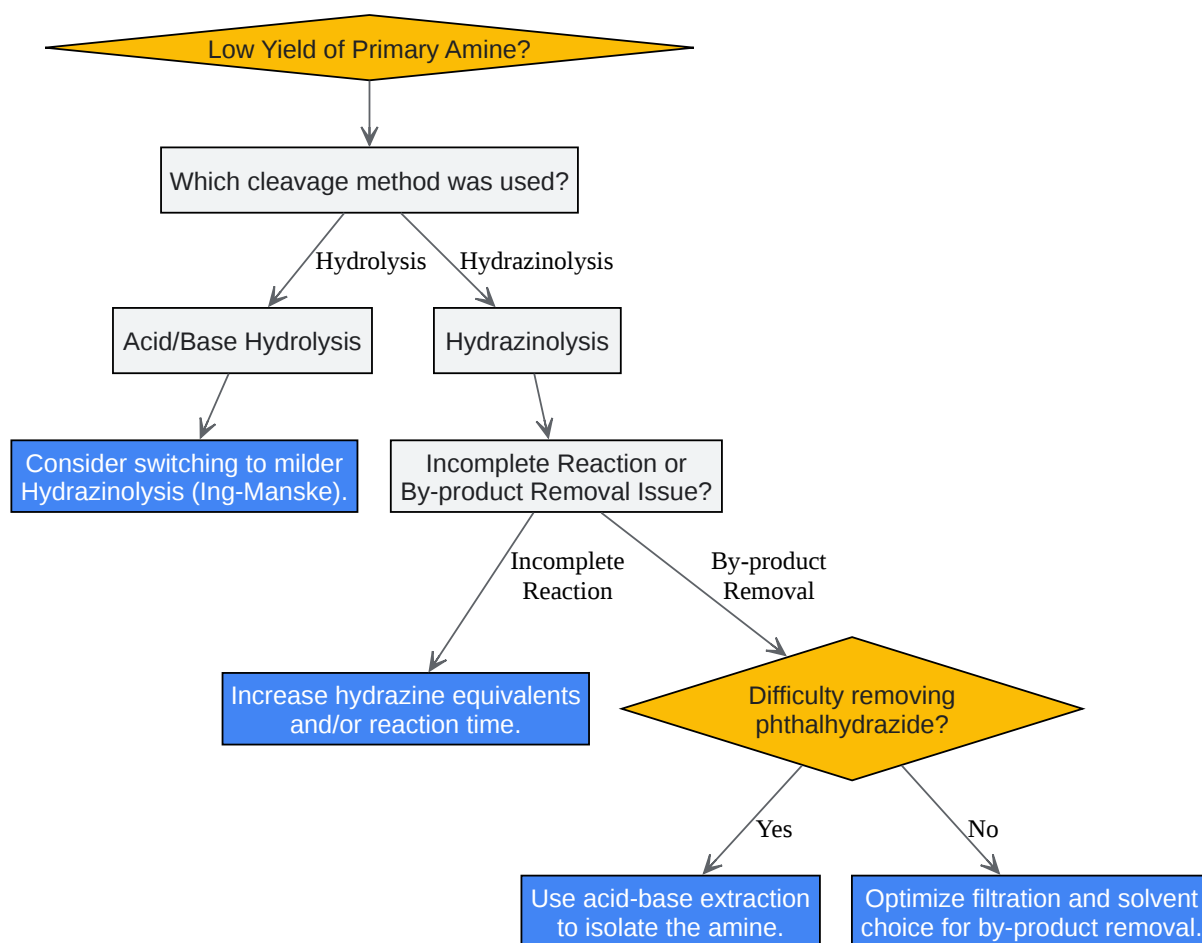 Low Yield of Primary Amine?
Which cleavage method was used?
Hydrolysis
Hydrazinolysis
Acid/Base Hydrolysis
Hydrazinolysis
Consider switching to milder
Hydrazinolysis (Ing-Manske).
Incomplete Reaction or
By-product Removal Issue?
Incomplete
Reaction
By-product
Removal
Increase hydrazine equivalents
and/or reaction time.
Difficulty removing
phthalhydrazide?
Yes
No
Use acid-base extraction
to isolate the amine.
Optimize filtration and solvent
choice for by-product removal.